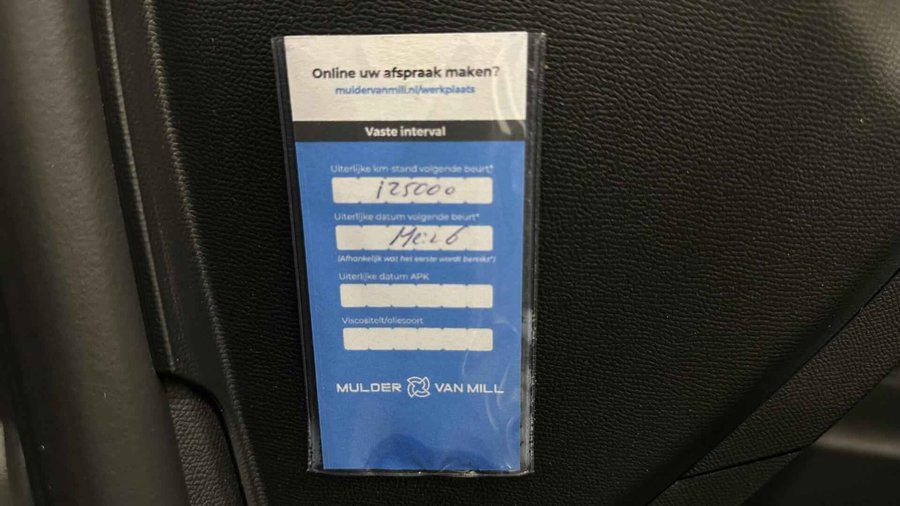 Online uw afspraak maken?
muldervanmill.nl/werkplaats
Vaste interval
Uiterlijke km-stand volgende beurt*
125000
Uiterlijke datum volgende beurt*
Mei 26
(Afhankelijk wat het eerste wordt bereikt*)
Uiterlijke datum APK
Viscositeit/oliesoort
MULDER VAN MILL